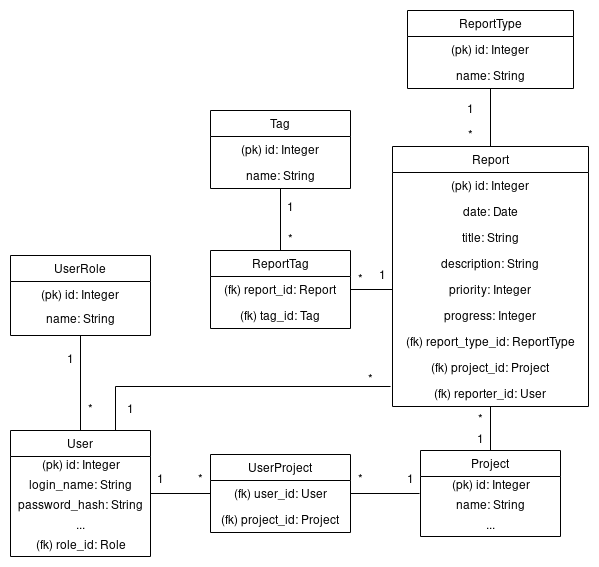 ReportType
(pk) id: Integer
name: String
1
*
Tag
(pk) id: Integer
name: String
1
*
Report
(pk) id: Integer
date: Date
title: String
description: String
priority: Integer
progress: Integer
(fk) report_type_id: ReportType
(fk) project_id: Project
(fk) reporter_id: User
ReportTag
(fk) report_id: Report
(fk) tag_id: Tag
*
1
UserRole
(pk) id: Integer
name: String
1
*
*
1
*
1
User
(pk) id: Integer
login_name: String
password_hash: String
...
(fk) role_id: Role
1
*
UserProject
(fk) user_id: User
(fk) project_id: Project
*
1
Project
(pk) id: Integer
name: String
...